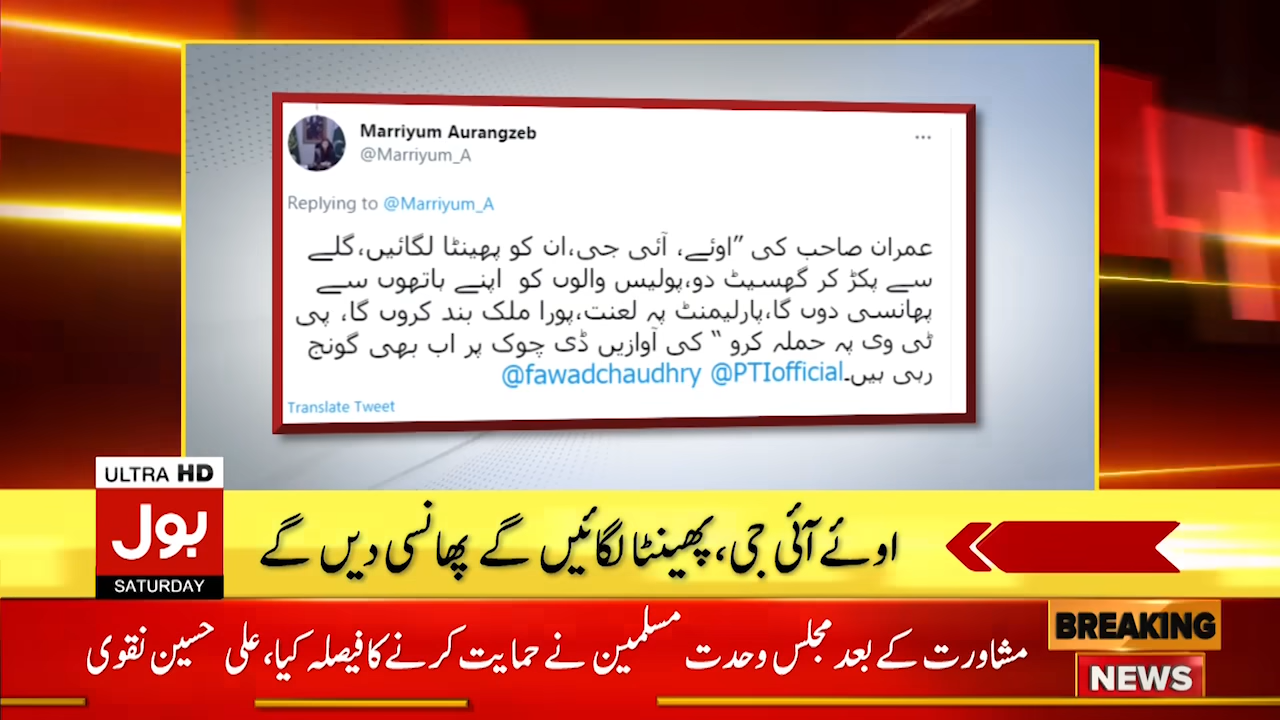 Marriyum Aurangzeb
@Marriyum_A
Replying to @Marriyum_A
عمران صاحب کی ”اوئے، آئی جی،ان کو پھینٹا لگائیں،گلے
سے پکڑ کر گھسیٹ دو،پولیس والوں کو اپنے ہاتھوں سے
پھانسی دوں گا،پارلیمنٹ پہ لعنت،پورا ملک بند کروں گا، پی
ٹی وی پہ حملہ کرو “ کی آوازیں ڈی چوک پر اب بھی گونج
رہی ہیں۔@fawadchaudhry @PTIofficial
Translate Tweet
ULTRA HD
بول
SATURDAY
اوئے آئی جی، پھینٹا لگائیں گے پھانسی دیں گے
مشاورت کے بعد مجلس وحدت مسلمین نے حمایت کرنے کا فیصلہ کیا، علی حسین نقوی
BREAKING
NEWS